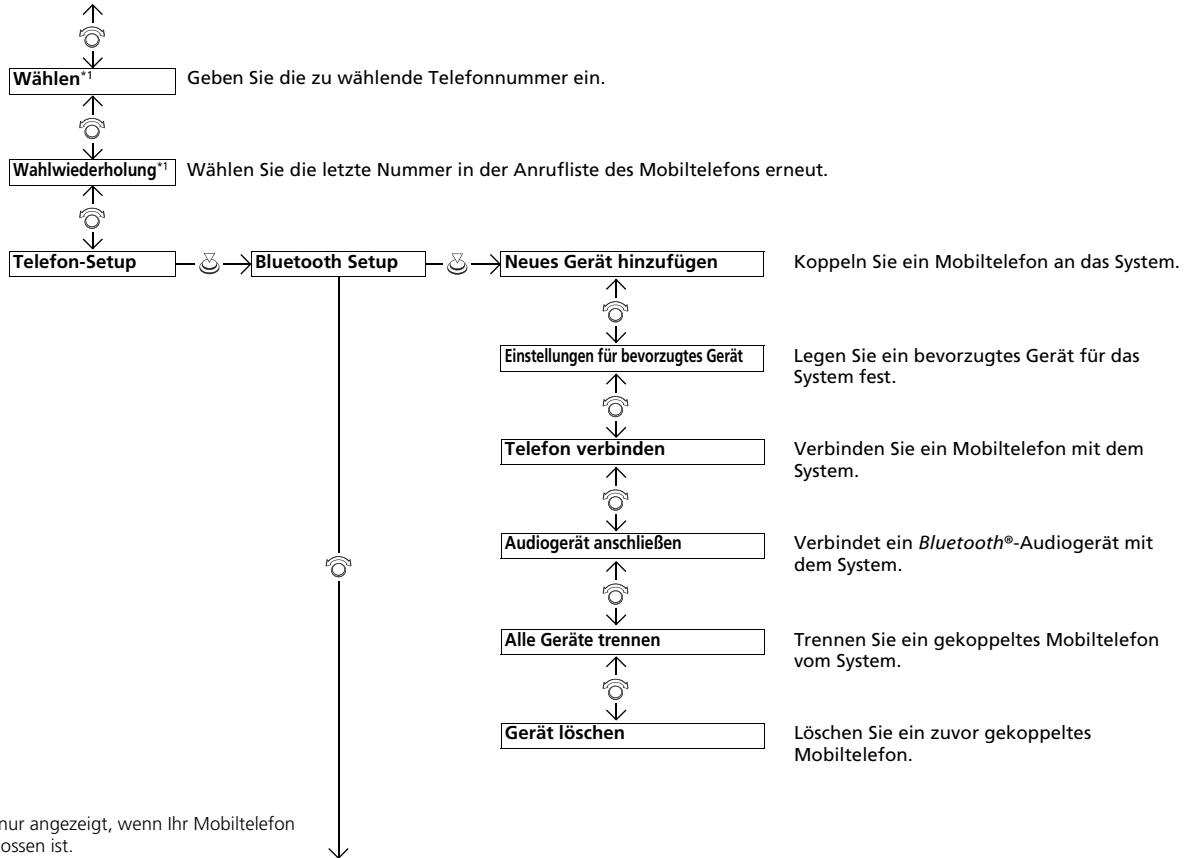 Wählen*1 Geben Sie die zu wählende Telefonnummer ein.
Wahlwiederholung*1 Wählen Sie die letzte Nummer in der Anrufliste des Mobiltelefons erneut.
Telefon-Setup Bluetooth Setup Neues Gerät hinzufügen Koppeln Sie ein Mobiltelefon an das System.
Einstellungen für bevorzugtes Gerät Legen Sie ein bevorzugtes Gerät für das
System fest.
Telefon verbinden Verbinden Sie ein Mobiltelefon mit dem
System.
Audiogerät anschließen Verbindet ein Bluetooth®-Audiogerät mit
dem System.
Alle Geräte trennen Trennen Sie ein gekoppeltes Mobiltelefon
vom System.
Gerät löschen Löschen Sie ein zuvor gekoppeltes
Mobiltelefon.
nur angezeigt, wenn Ihr Mobiltelefon
ossen ist.